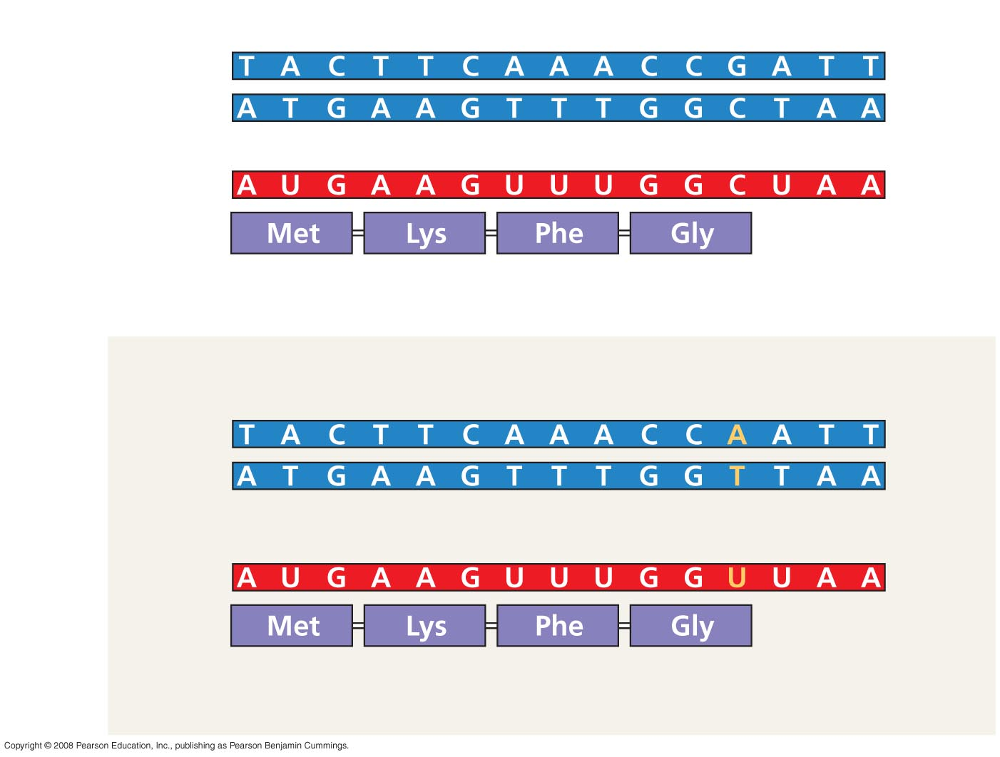 T A C T T C A A A C C G A T T
A T G A A G T T T G G C T A A
A U G A A G U U U G G C U A A
Met Lys Phe Gly
T A C T T C A A A C C A A T T
A T G A A G T T T G G T T A A
A U G A A G U U U G G U U A A
Met Lys Phe Gly
Copyright © 2008 Pearson Education, Inc., publishing as Pearson Benjamin Cummings.